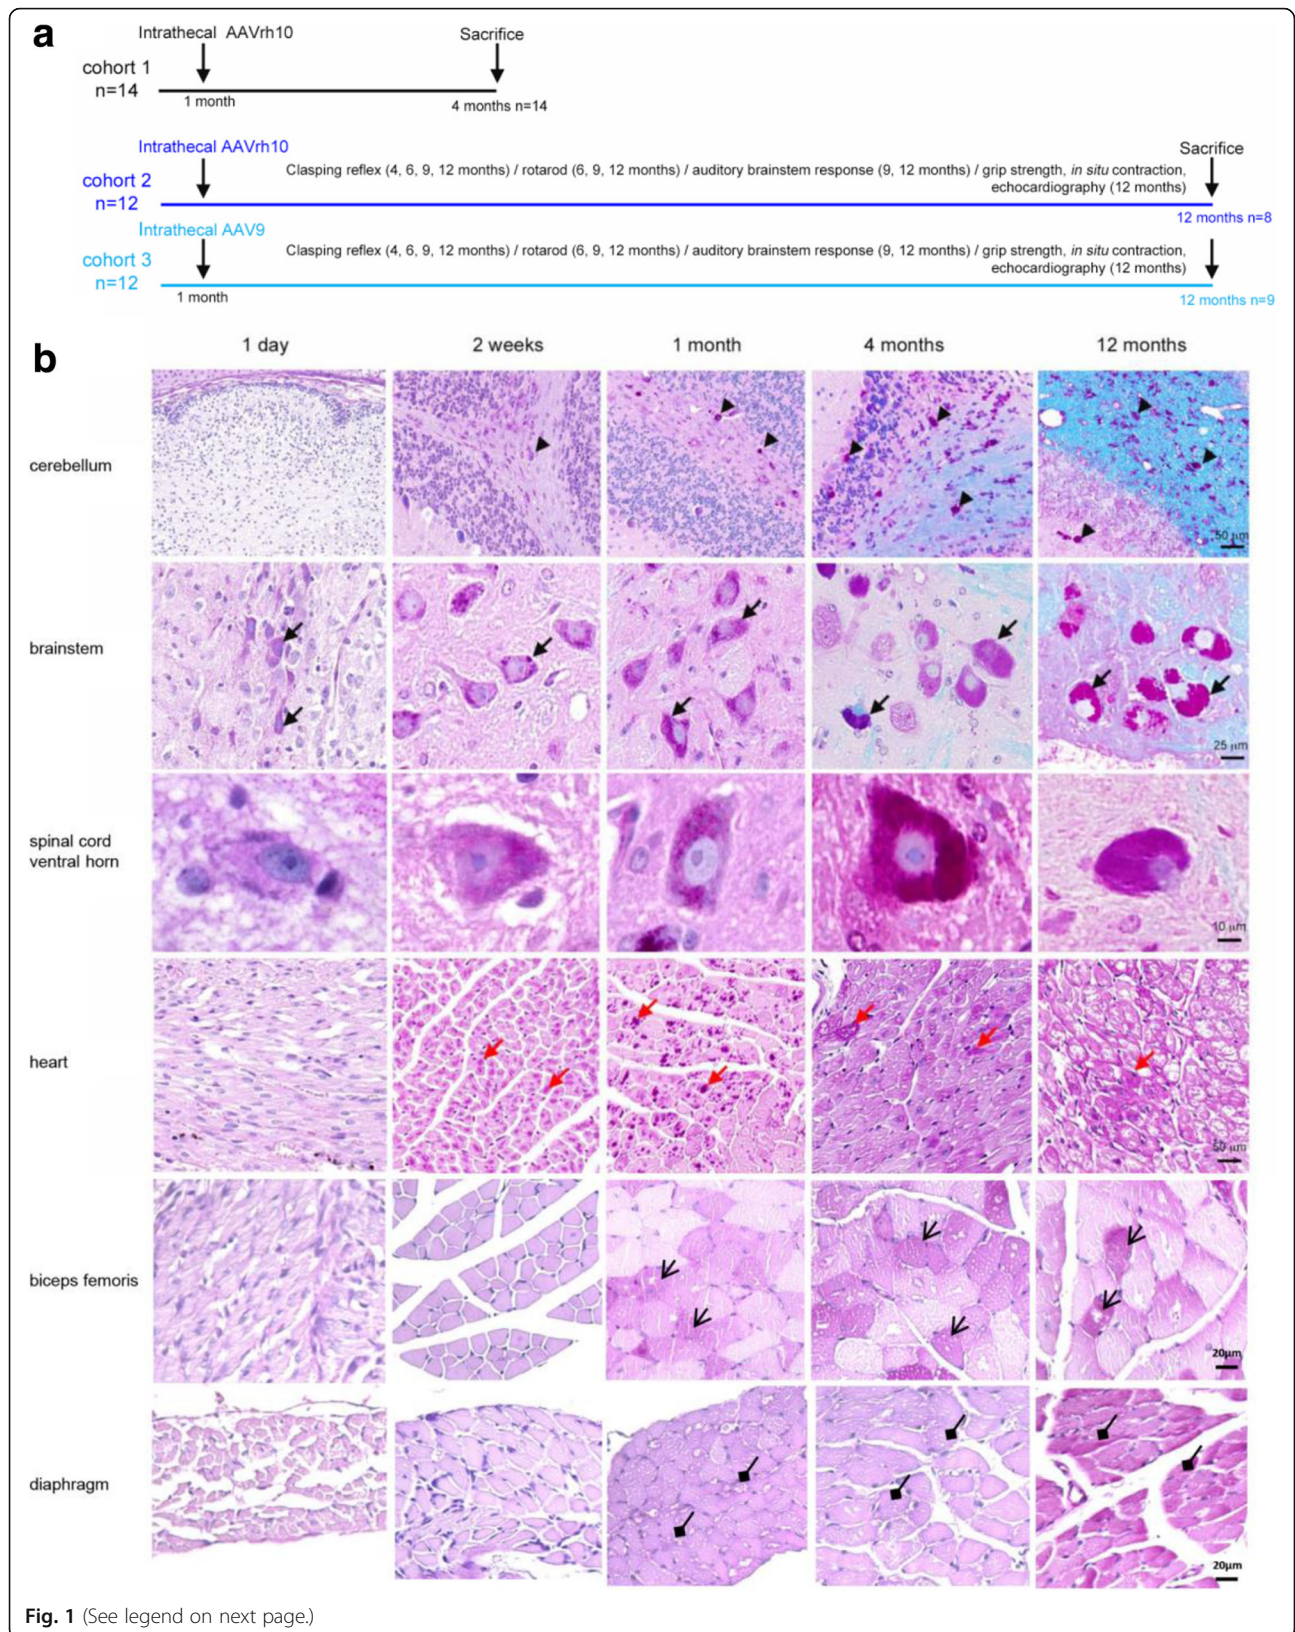 a
Intrathecal AAVrh10
Sacrifice
cohort 1
n=14
1 month
4 months n=14
Intrathecal AAVrh10
Sacrifice
cohort 2
n=12
Clasping reflex (4, 6, 9, 12 months) / rotarod (6, 9, 12 months) / auditory brainstem response (9, 12 months) / grip strength, in situ contraction,
echocardiography (12 months)
12 months n=8
Intrathecal AAV9
cohort 3
n=12
Clasping reflex (4, 6, 9, 12 months) / rotarod (6, 9, 12 months) / auditory brainstem response (9, 12 months) / grip strength, in situ contraction,
echocardiography (12 months)
1 month
12 months n=9
b
1 day 2 weeks 1 month 4 months 12 months
cerebellum
50 μm
brainstem
25 μm
spinal cord
ventral horn
10 μm
heart
50 μm
biceps femoris
20μm
diaphragm
20μm
Fig. 1 (See legend on next page.)